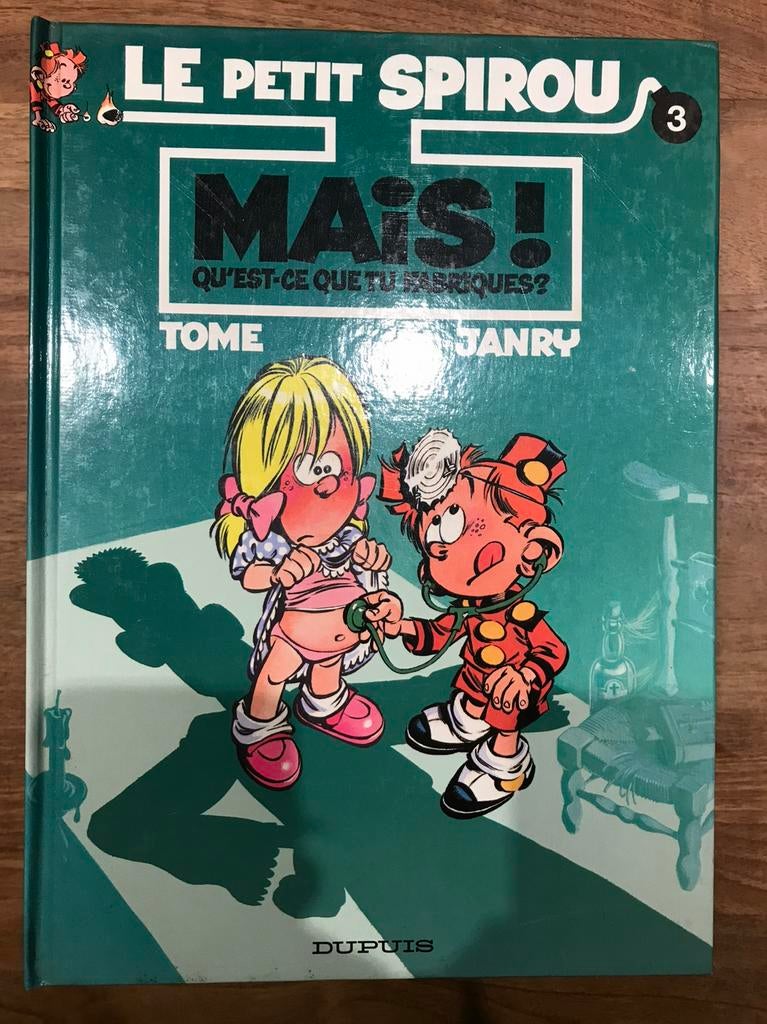 LE PETIT SPIROU
3
MAiS !
QU'EST-CE QUE TU FABRIQUES?
TOME JANRY
DUPUIS